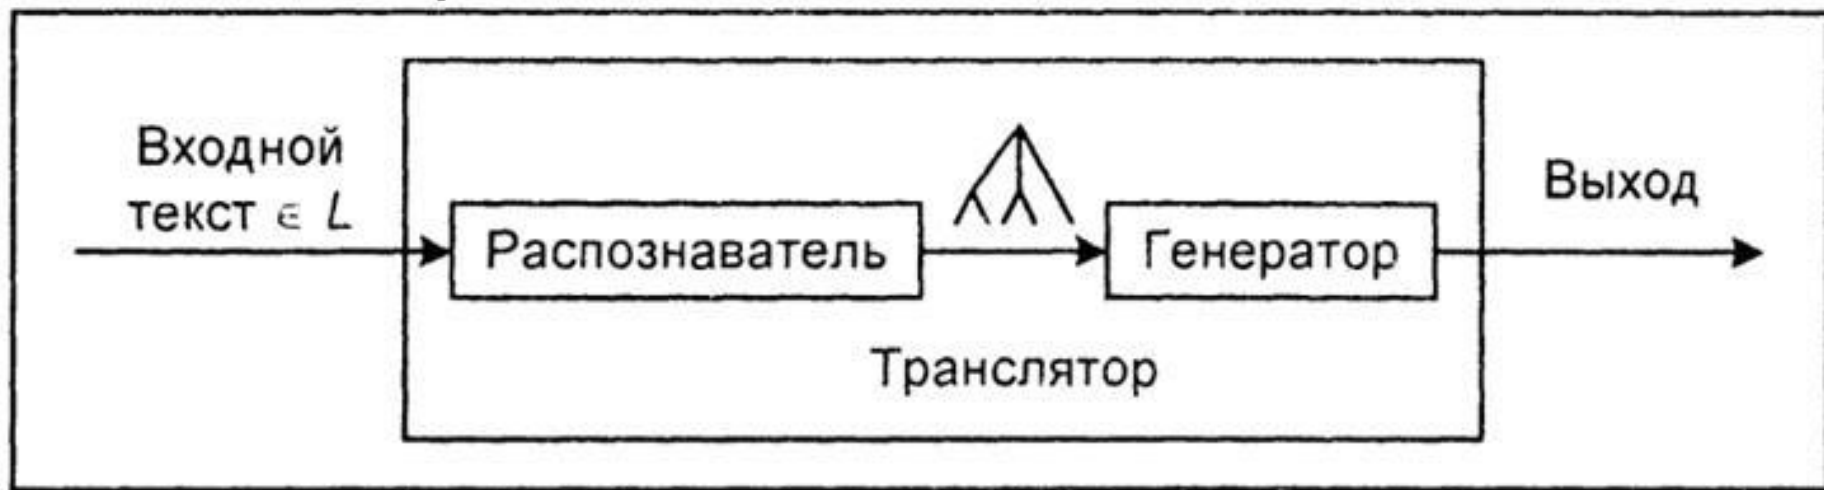 Входной
текст ∈ L
Распознаватель
Генератор
Выход
Транслятор